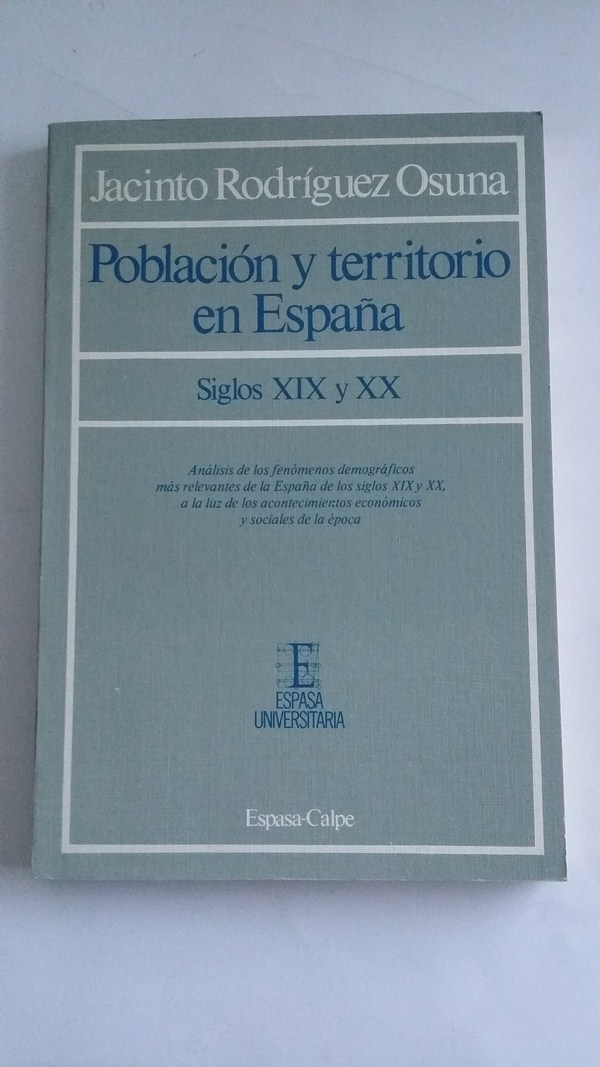 Jacinto Rodríguez Osuna
Población y territorio
en España
Siglos XIX y XX
Análisis de los fenómenos demográficos
más relevantes de la España de los siglos XIX y XX,
a la luz de los acontecimientos económicos
y sociales de la época
E
ESPASA
UNIVERSITARIA
Espasa-Calpe